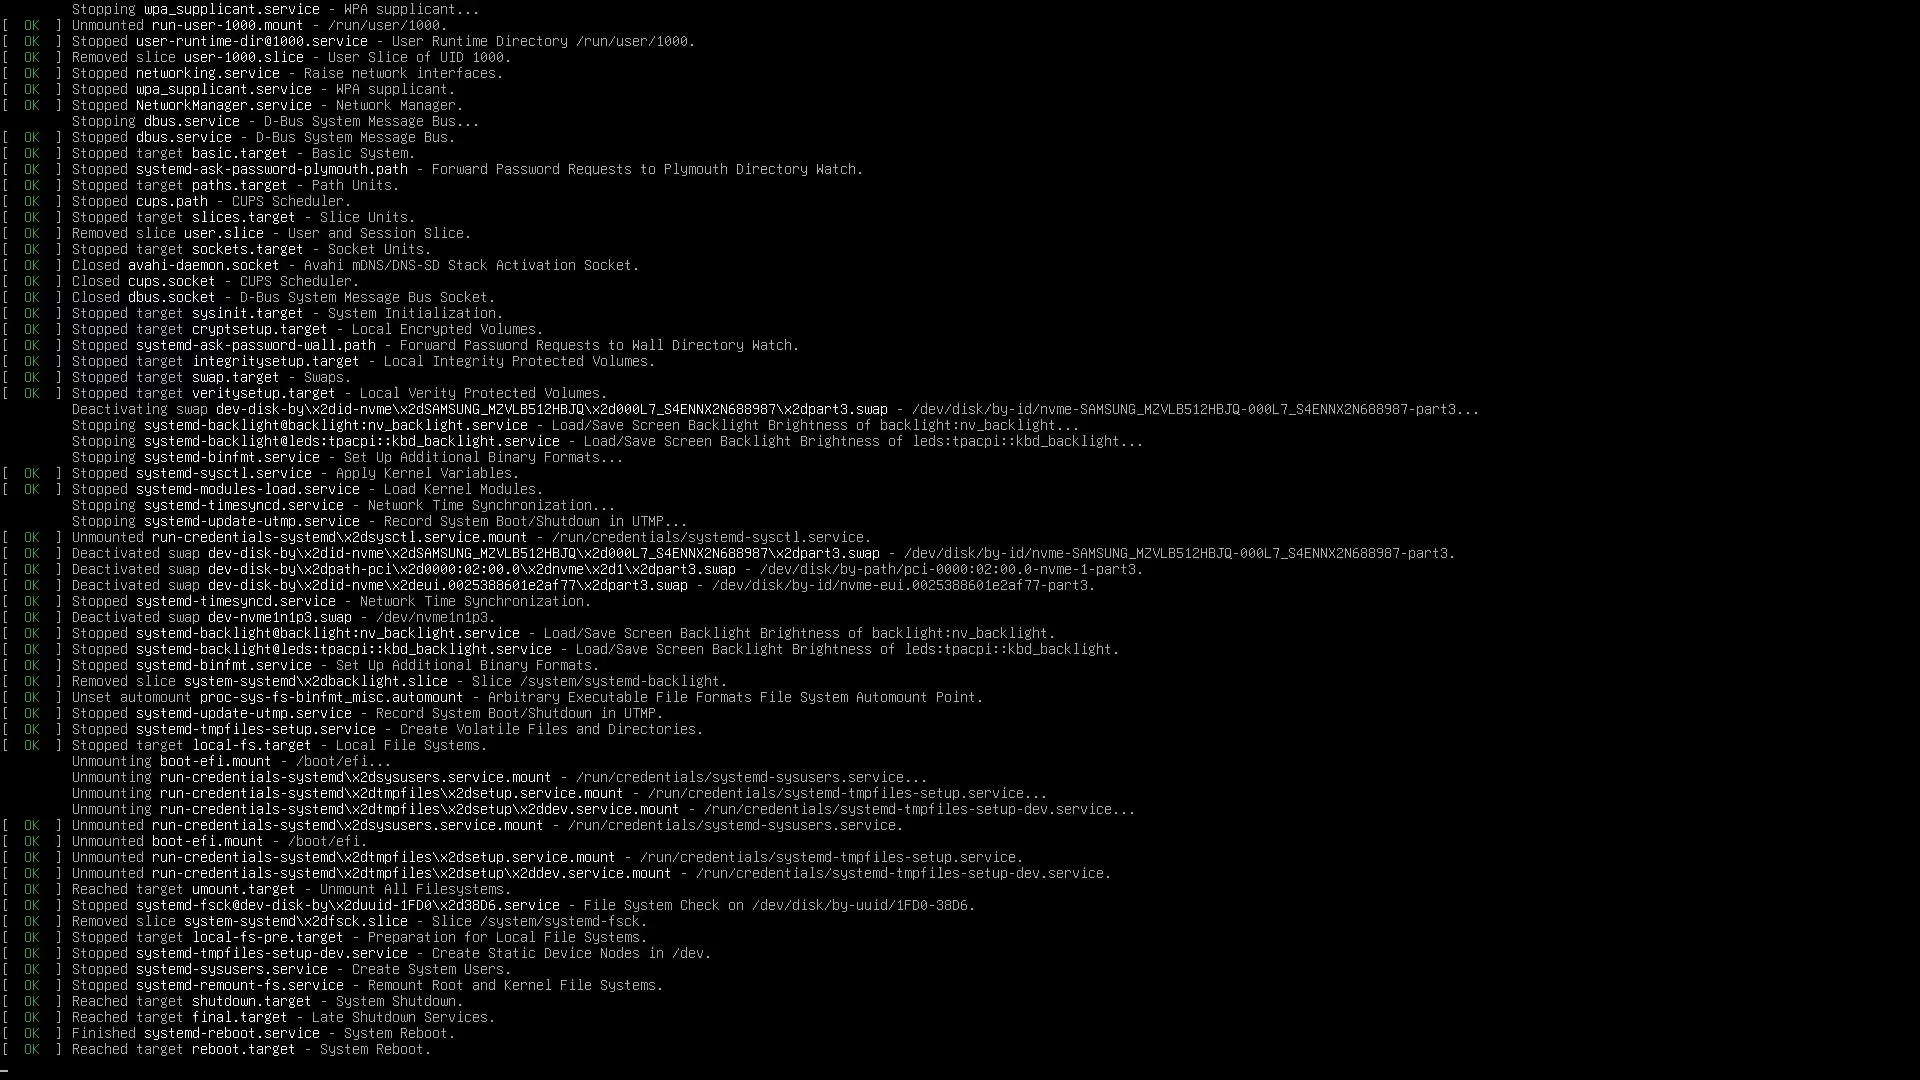 Stopping wpa_supplicant.service - WPA supplicant...
[  OK  ] Unmounted run-user-1000.mount - /run/user/1000.
[  OK  ] Stopped user-runtime-dir@1000.service - User Runtime Directory /run/user/1000.
[  OK  ] Removed slice user-1000.slice - User Slice of UID 1000.
[  OK  ] Stopped networking.service - Raise network interfaces.
[  OK  ] Stopped wpa_supplicant.service - WPA supplicant.
[  OK  ] Stopped NetworkManager.service - Network Manager.
Stopping dbus.service - D-Bus System Message Bus...
[  OK  ] Stopped dbus.service - D-Bus System Message Bus.
[  OK  ] Stopped target basic.target - Basic System.
[  OK  ] Stopped systemd-ask-password-plymouth.path - Forward Password Requests to Plymouth Directory Watch.
[  OK  ] Stopped target paths.target - Path Units.
[  OK  ] Stopped cups.path - CUPS Scheduler.
[  OK  ] Stopped target slices.target - Slice Units.
[  OK  ] Removed slice user.slice - User and Session Slice.
[  OK  ] Stopped target sockets.target - Socket Units.
[  OK  ] Closed avahi-daemon.socket - Avahi mDNS/DNS-SD Stack Activation Socket.
[  OK  ] Closed cups.socket - CUPS Scheduler.
[  OK  ] Closed dbus.socket - D-Bus System Message Bus Socket.
[  OK  ] Stopped target sysinit.target - System Initialization.
[  OK  ] Stopped target cryptsetup.target - Local Encrypted Volumes.
[  OK  ] Stopped systemd-ask-password-wall.path - Forward Password Requests to Wall Directory Watch.
[  OK  ] Stopped target integritysetup.target - Local Integrity Protected Volumes.
[  OK  ] Stopped target swap.target - Swaps.
[  OK  ] Stopped target veritysetup.target - Local Verity Protected Volumes.
Deactivating swap dev-disk-by\x2did-nvme\x2dSAMSUNG_MZVLB512HBJQ\x2d000L7_S4ENNX2N688987\x2dpart3.swap - /dev/disk/by-id/nvme-SAMSUNG_MZVLB512HBJQ-000L7_S4ENNX2N688987-part3...
Stopping systemd-backlight@backlight:nv_backlight.service - Load/Save Screen Backlight Brightness of backlight:nv_backlight...
Stopping systemd-backlight@leds:tpacpi::kbd_backlight.service - Load/Save Screen Backlight Brightness of leds:tpacpi::kbd_backlight...
Stopping systemd-binfmt.service - Set Up Additional Binary Formats...
[  OK  ] Stopped systemd-sysctl.service - Apply Kernel Variables.
[  OK  ] Stopped systemd-modules-load.service - Load Kernel Modules.
Stopping systemd-timesyncd.service - Network Time Synchronization...
Stopping systemd-update-utmp.service - Record System Boot/Shutdown in UTMP...
[  OK  ] Unmounted run-credentials-systemd\x2dsysctl.service.mount - /run/credentials/systemd-sysctl.service.
[  OK  ] Deactivated swap dev-disk-by\x2did-nvme\x2dSAMSUNG_MZVLB512HBJQ\x2d000L7_S4ENNX2N688987\x2dpart3.swap - /dev/disk/by-id/nvme-SAMSUNG_MZVLB512HBJQ-000L7_S4ENNX2N688987-part3.
[  OK  ] Deactivated swap dev-disk-by\x2dpath-pci\x2d0000:02:00.0\x2dnvme\x2d1\x2dpart3.swap - /dev/disk/by-path/pci-0000:02:00.0-nvme-1-part3.
[  OK  ] Deactivated swap dev-disk-by\x2did-nvme\x2deui.0025388601e2af77\x2dpart3.swap - /dev/disk/by-id/nvme-eui.0025388601e2af77-part3.
[  OK  ] Stopped systemd-timesyncd.service - Network Time Synchronization.
[  OK  ] Deactivated swap dev-nvme1n1p3.swap - /dev/nvme1n1p3.
[  OK  ] Stopped systemd-backlight@backlight:nv_backlight.service - Load/Save Screen Backlight Brightness of backlight:nv_backlight.
[  OK  ] Stopped systemd-backlight@leds:tpacpi::kbd_backlight.service - Load/Save Screen Backlight Brightness of leds:tpacpi::kbd_backlight.
[  OK  ] Stopped systemd-binfmt.service - Set Up Additional Binary Formats.
[  OK  ] Removed slice system-systemd\x2dbacklight.slice - Slice /system/systemd-backlight.
[  OK  ] Unset automount proc-sys-fs-binfmt_misc.automount - Arbitrary Executable File Formats File System Automount Point.
[  OK  ] Stopped systemd-update-utmp.service - Record System Boot/Shutdown in UTMP.
[  OK  ] Stopped systemd-tmpfiles-setup.service - Create Volatile Files and Directories.
[  OK  ] Stopped target local-fs.target - Local File Systems.
Unmounting boot-efi.mount - /boot/efi...
Unmounting run-credentials-systemd\x2dsysusers.service.mount - /run/credentials/systemd-sysusers.service...
Unmounting run-credentials-systemd\x2dtmpfiles\x2dsetup.service.mount - /run/credentials/systemd-tmpfiles-setup.service...
Unmounting run-credentials-systemd\x2dtmpfiles\x2dsetup\x2ddev.service.mount - /run/credentials/systemd-tmpfiles-setup-dev.service...
[  OK  ] Unmounted run-credentials-systemd\x2dsysusers.service.mount - /run/credentials/systemd-sysusers.service.
[  OK  ] Unmounted boot-efi.mount - /boot/efi.
[  OK  ] Unmounted run-credentials-systemd\x2dtmpfiles\x2dsetup.service.mount - /run/credentials/systemd-tmpfiles-setup.service.
[  OK  ] Unmounted run-credentials-systemd\x2dtmpfiles\x2dsetup\x2ddev.service.mount - /run/credentials/systemd-tmpfiles-setup-dev.service.
[  OK  ] Reached target umount.target - Unmount All Filesystems.
[  OK  ] Stopped systemd-fsck@dev-disk-by\x2duuid-1FD0\x2d38D6.service - File System Check on /dev/disk/by-uuid/1FD0-38D6.
[  OK  ] Removed slice system-systemd\x2dfsck.slice - Slice /system/systemd-fsck.
[  OK  ] Stopped target local-fs-pre.target - Preparation for Local File Systems.
[  OK  ] Stopped systemd-tmpfiles-setup-dev.service - Create Static Device Nodes in /dev.
[  OK  ] Stopped systemd-sysusers.service - Create System Users.
[  OK  ] Stopped systemd-remount-fs.service - Remount Root and Kernel File Systems.
[  OK  ] Reached target shutdown.target - System Shutdown.
[  OK  ] Reached target final.target - Late Shutdown Services.
[  OK  ] Finished systemd-reboot.service - System Reboot.
[  OK  ] Reached target reboot.target - System Reboot.